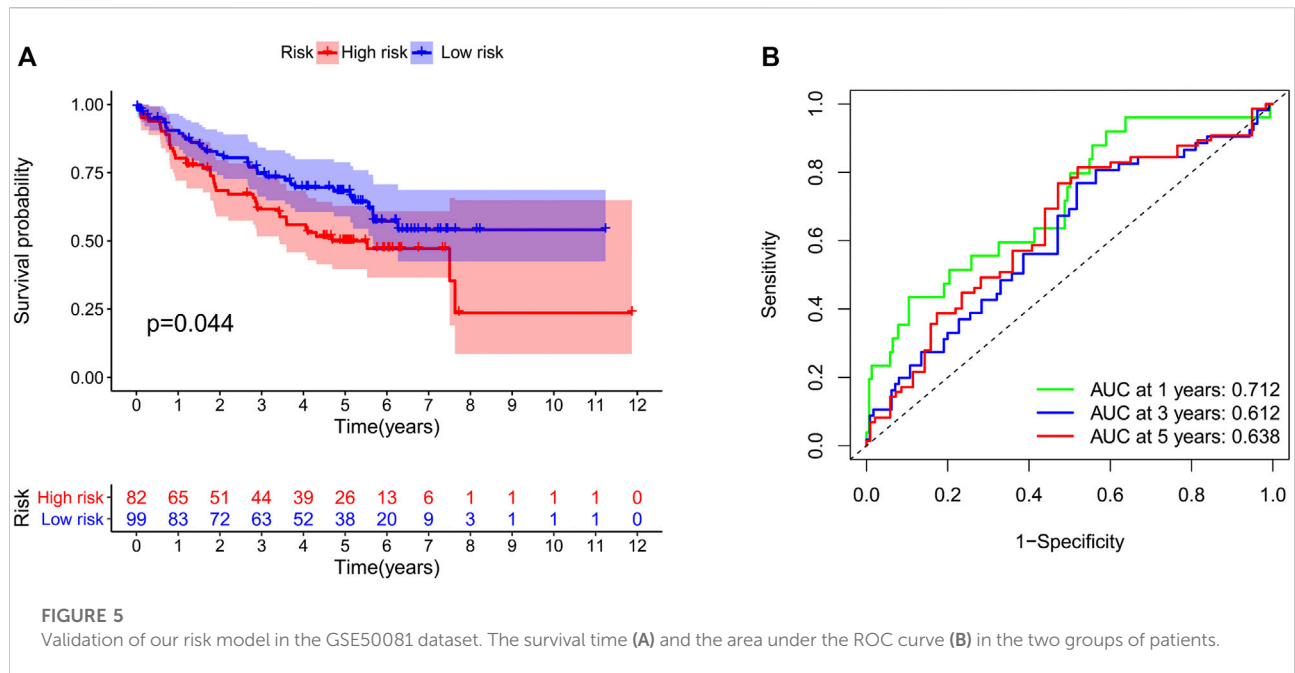 A
Risk High risk Low risk
Survival probability
1.00
0.75
0.50
0.25
0.00
p=0.044
0 1 2 3 4 5 6 7 8 9 10 11 12
Time(years)
Risk
High risk 82 65 51 44 39 26 13 6 1 1 1 1 0
Low risk 99 83 72 63 52 38 20 9 3 1 1 1 0
0 1 2 3 4 5 6 7 8 9 10 11 12
Time(years)
B
Sensitivity
1.0
0.8
0.6
0.4
0.2
0.0
AUC at 1 years: 0.712
AUC at 3 years: 0.612
AUC at 5 years: 0.638
0.0 0.2 0.4 0.6 0.8 1.0
1−Specificity
FIGURE 5
Validation of our risk model in the GSE50081 dataset. The survival time (A) and the area under the ROC curve (B) in the two groups of patients.